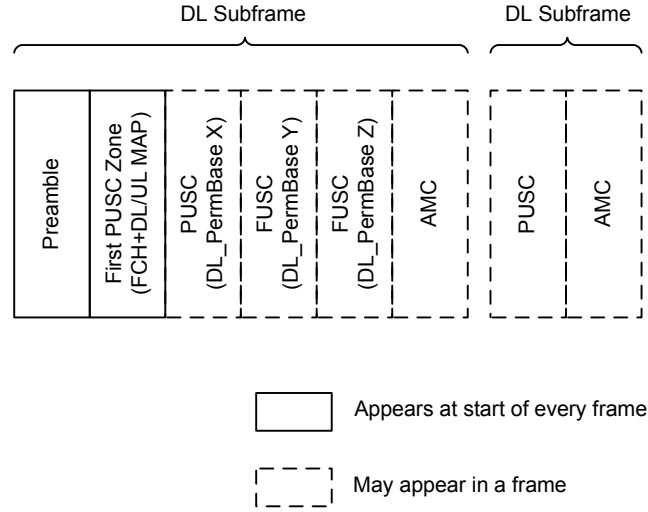 DL Subframe
DL Subframe
Preamble
First PUSC Zone
(FCH+DL/UL MAP)
PUSC
(DL_PermBase X)
FUSC
(DL_PermBase Y)
FUSC
(DL_PermBase Z)
AMC
PUSC
AMC
Appears at start of every frame
May appear in a frame